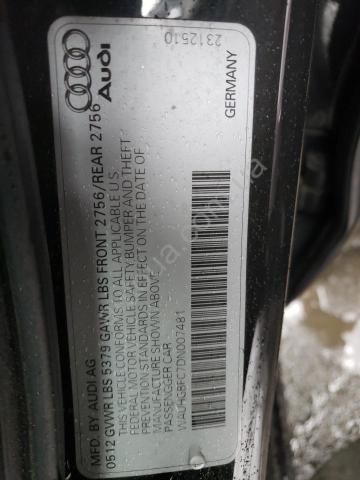 Audi
2312510
GERMANY
MFD BY AUDI AG
0512 GVWR LBS 5379 GAWR LBS FRONT 2756/REAR 2756
THIS VEHICLE CONFORMS TO ALL APPLICABLE U.S.
FEDERAL MOTOR VEHICLE SAFETY BUMPER AND THEFT
PREVENTION STANDARDS IN EFFECT ON THE DATE OF
MANUFACTURE SHOWN ABOVE
PASSENGER CAR